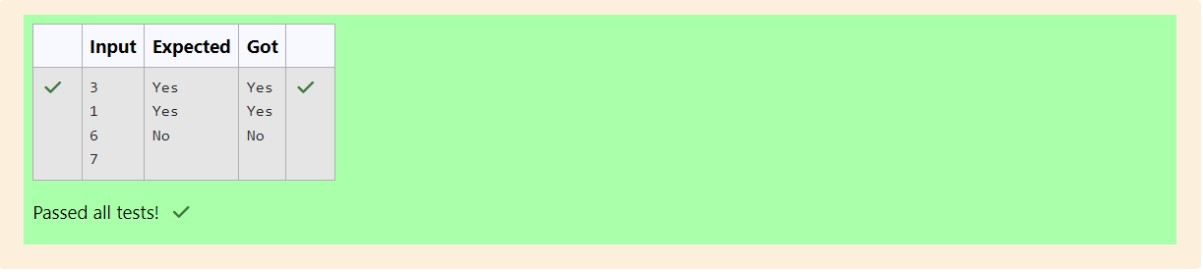 Input Expected Got
3 Yes Yes
1 Yes Yes
6 No No
7
Passed all tests!